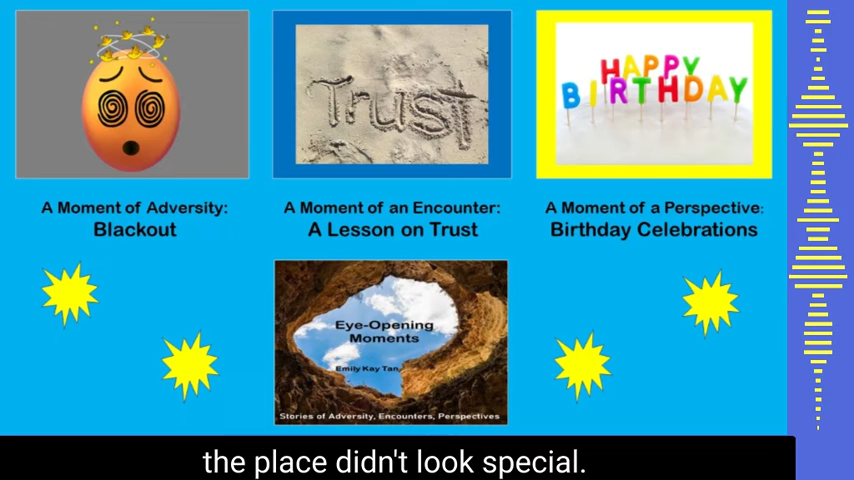 Trust
HAPPY
BIRTHDAY
A Moment of Adversity:
Blackout
A Moment of an Encounter:
A Lesson on Trust
A Moment of a Perspective:
Birthday Celebrations
Eye-Opening
Moments
Emily Kay Tan
Stories of Adversity, Encounters, Perspectives
the place didn't look special.